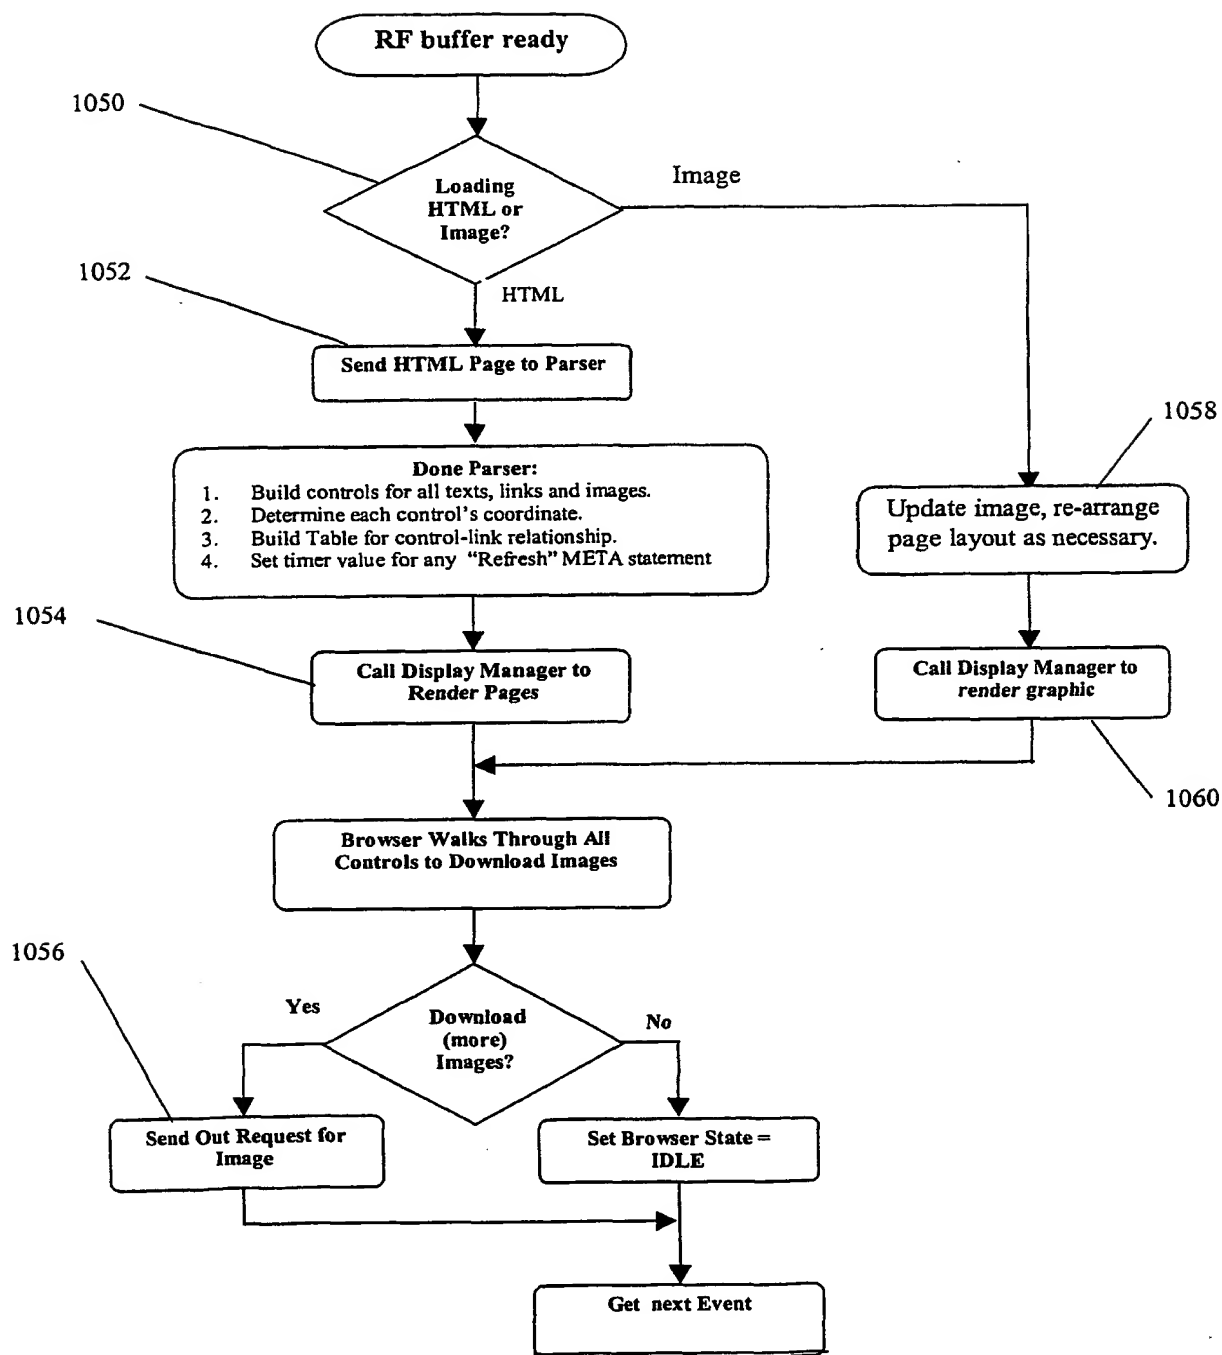 RF buffer ready
1050
Loading
HTML or
Image?
Image
1052
HTML
Send HTML Page to Parser
1058
Done Parser:
1. Build controls for all texts, links and images.
2. Determine each control's coordinate.
3. Build Table for control-link relationship.
4. Set timer value for any "Refresh" META statement
Update image, re-arrange
page layout as necessary.
1054
Call Display Manager to
Render Pages
Call Display Manager to
render graphic
1060
Browser Walks Through All
Controls to Download Images
1056
Yes
Download
(more)
Images?
No
Send Out Request for
Image
Set Browser State =
IDLE
Get next Event